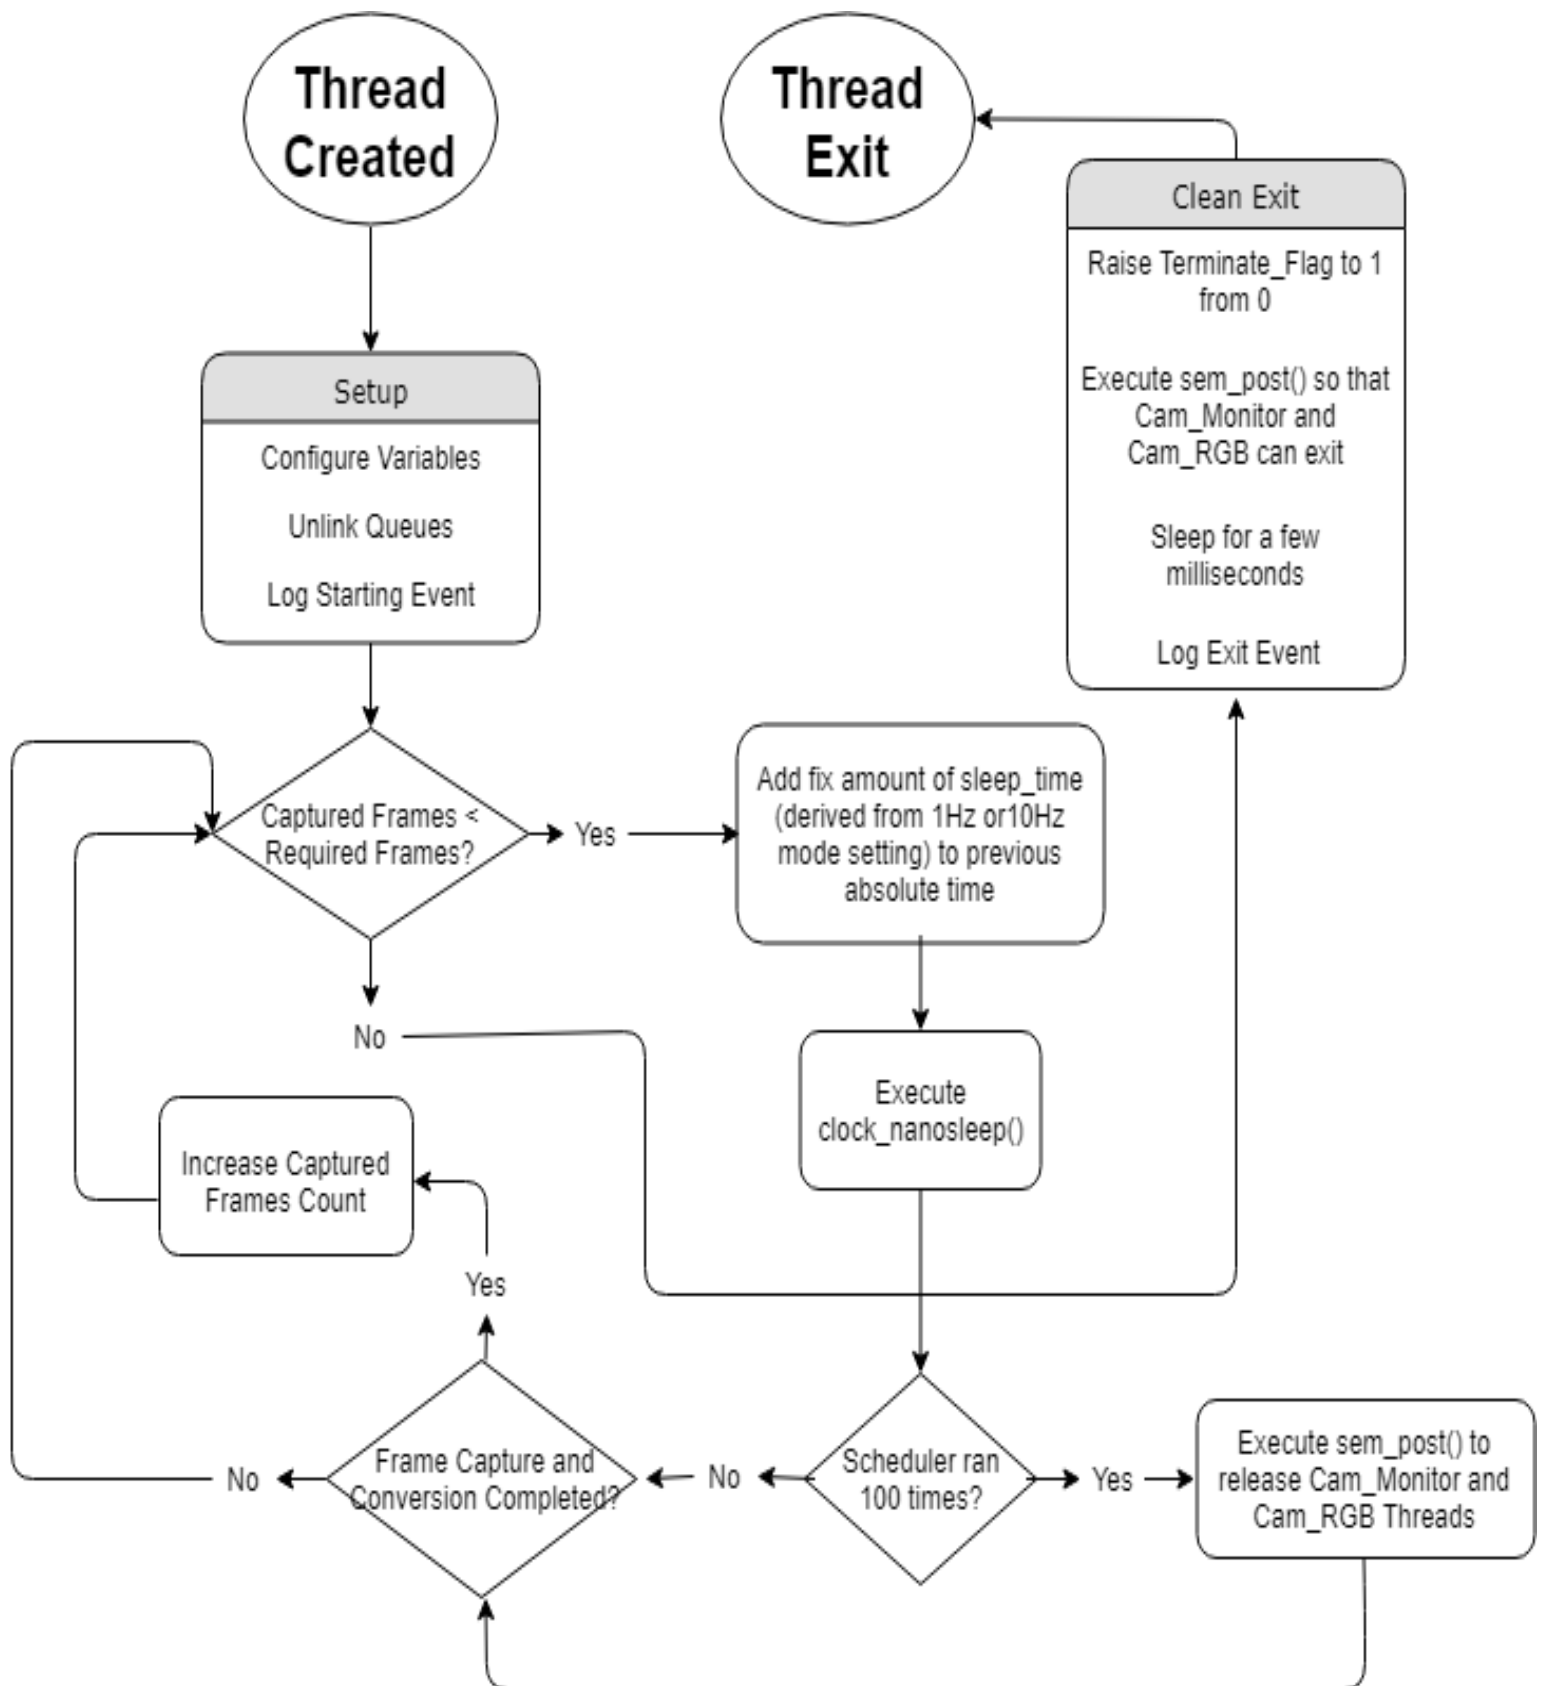 Thread
Created
Thread
Exit
Clean Exit
Raise Terminate_Flag to 1
from 0
Execute sem_post() so that
Cam_Monitor and
Cam_RGB can exit
Sleep for a few
milliseconds
Log Exit Event
Setup
Configure Variables
Unlink Queues
Log Starting Event
Captured Frames <
Required Frames?
Yes
Add fix amount of sleep_time
(derived from 1Hz or10Hz
mode setting) to previous
absolute time
No
Execute
clock_nanosleep()
Increase Captured
Frames Count
Yes
Frame Capture and
Conversion Completed?
No
No
Scheduler ran
100 times?
Yes
Execute sem_post() to
release Cam_Monitor and
Cam_RGB Threads